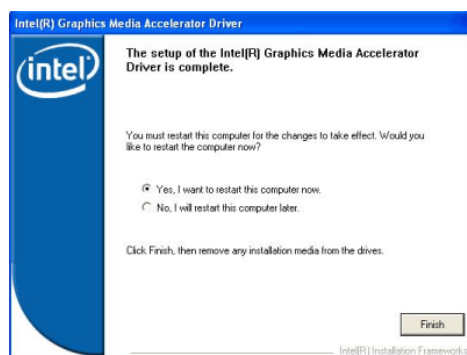 Intel(R) Graphics Media Accelerator Driver
intel
The setup of the Intel(R) Graphics Media Accelerator
Driver is complete.
You must restart this computer for the changes to take effect. Would you
like to restart the computer now?
Yes, I want to restart this computer now.
No, I will restart this computer later.
Click Finish, then remove any installation media from the drives.
Finish
Intel(R) Installation Frameworks